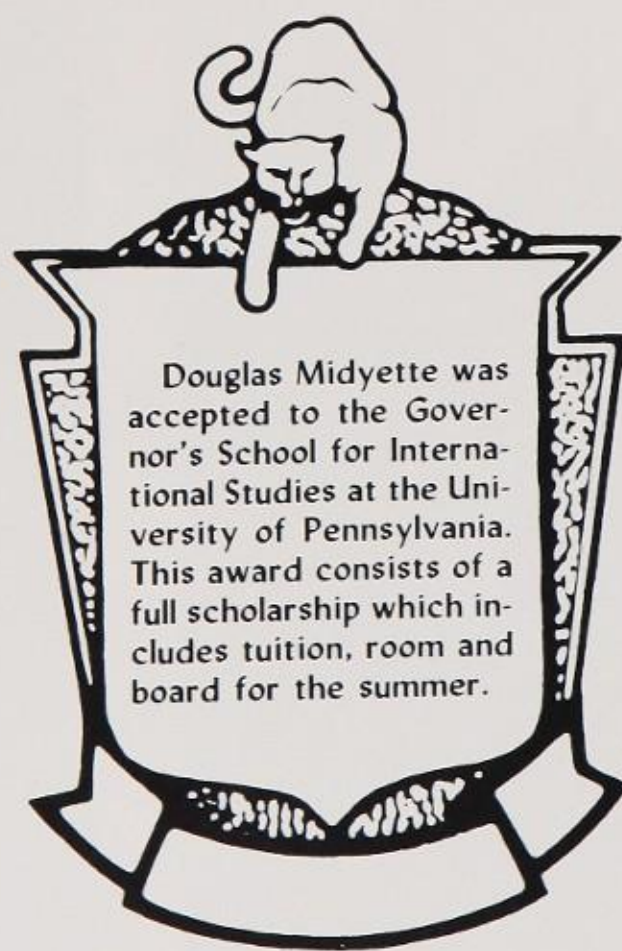 Douglas Midyette was
accepted to the Gover-
nor's School for Interna-
tional Studies at the Uni-
versity of Pennsylvania.
This award consists of a
full scholarship which in-
cludes tuition, room and
board for the summer.